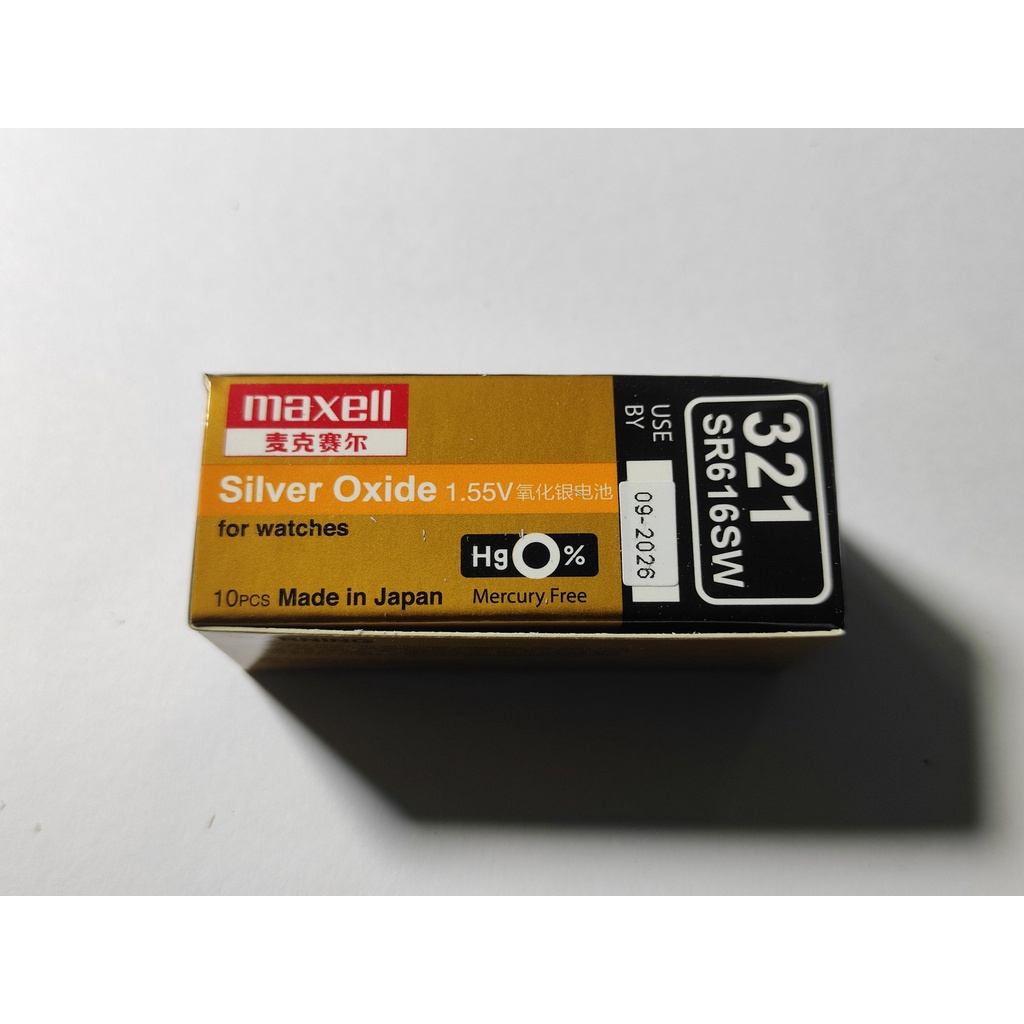 maxell
麦克赛尔
Silver Oxide 1.55V 氧化银电池
for watches
Hg 0%
10PCS Made in Japan
Mercury Free
USE
BY
09-2026
321
SR616SW